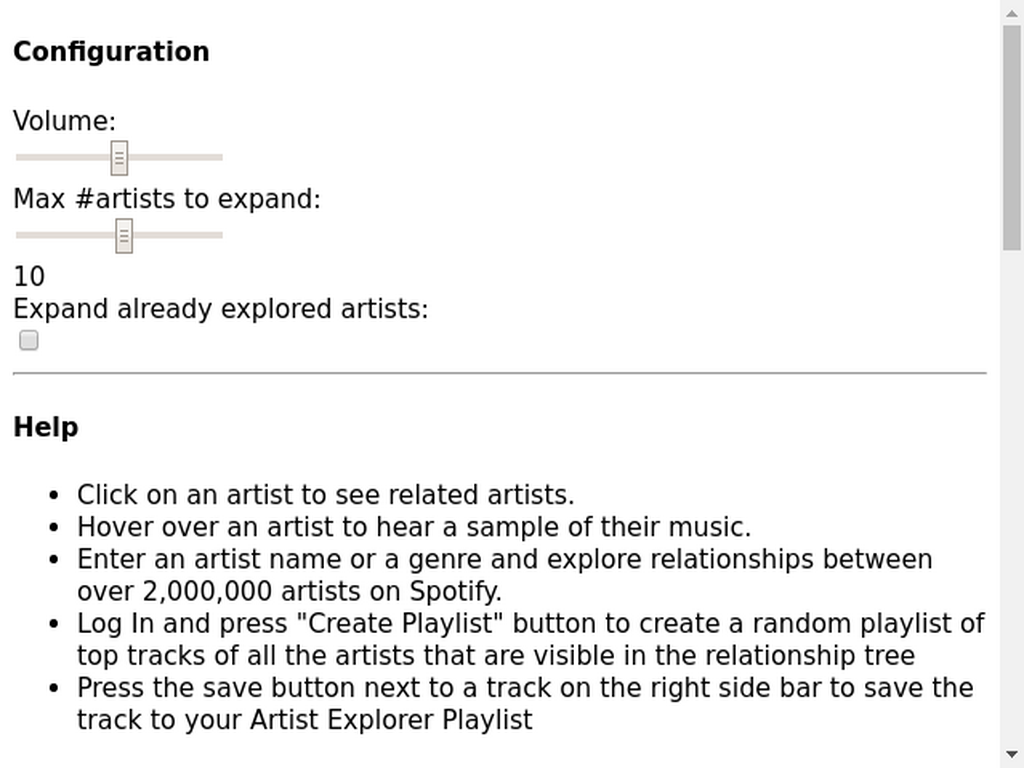 Configuration
Volume:
Max #artists to expand:
10
Expand already explored artists:
Help
Click on an artist to see related artists.
Hover over an artist to hear a sample of their music.
Enter an artist name or a genre and explore relationships between
over 2,000,000 artists on Spotify.
Log In and press "Create Playlist" button to create a random playlist of
top tracks of all the artists that are visible in the relationship tree
Press the save button next to a track on the right side bar to save the
track to your Artist Explorer Playlist